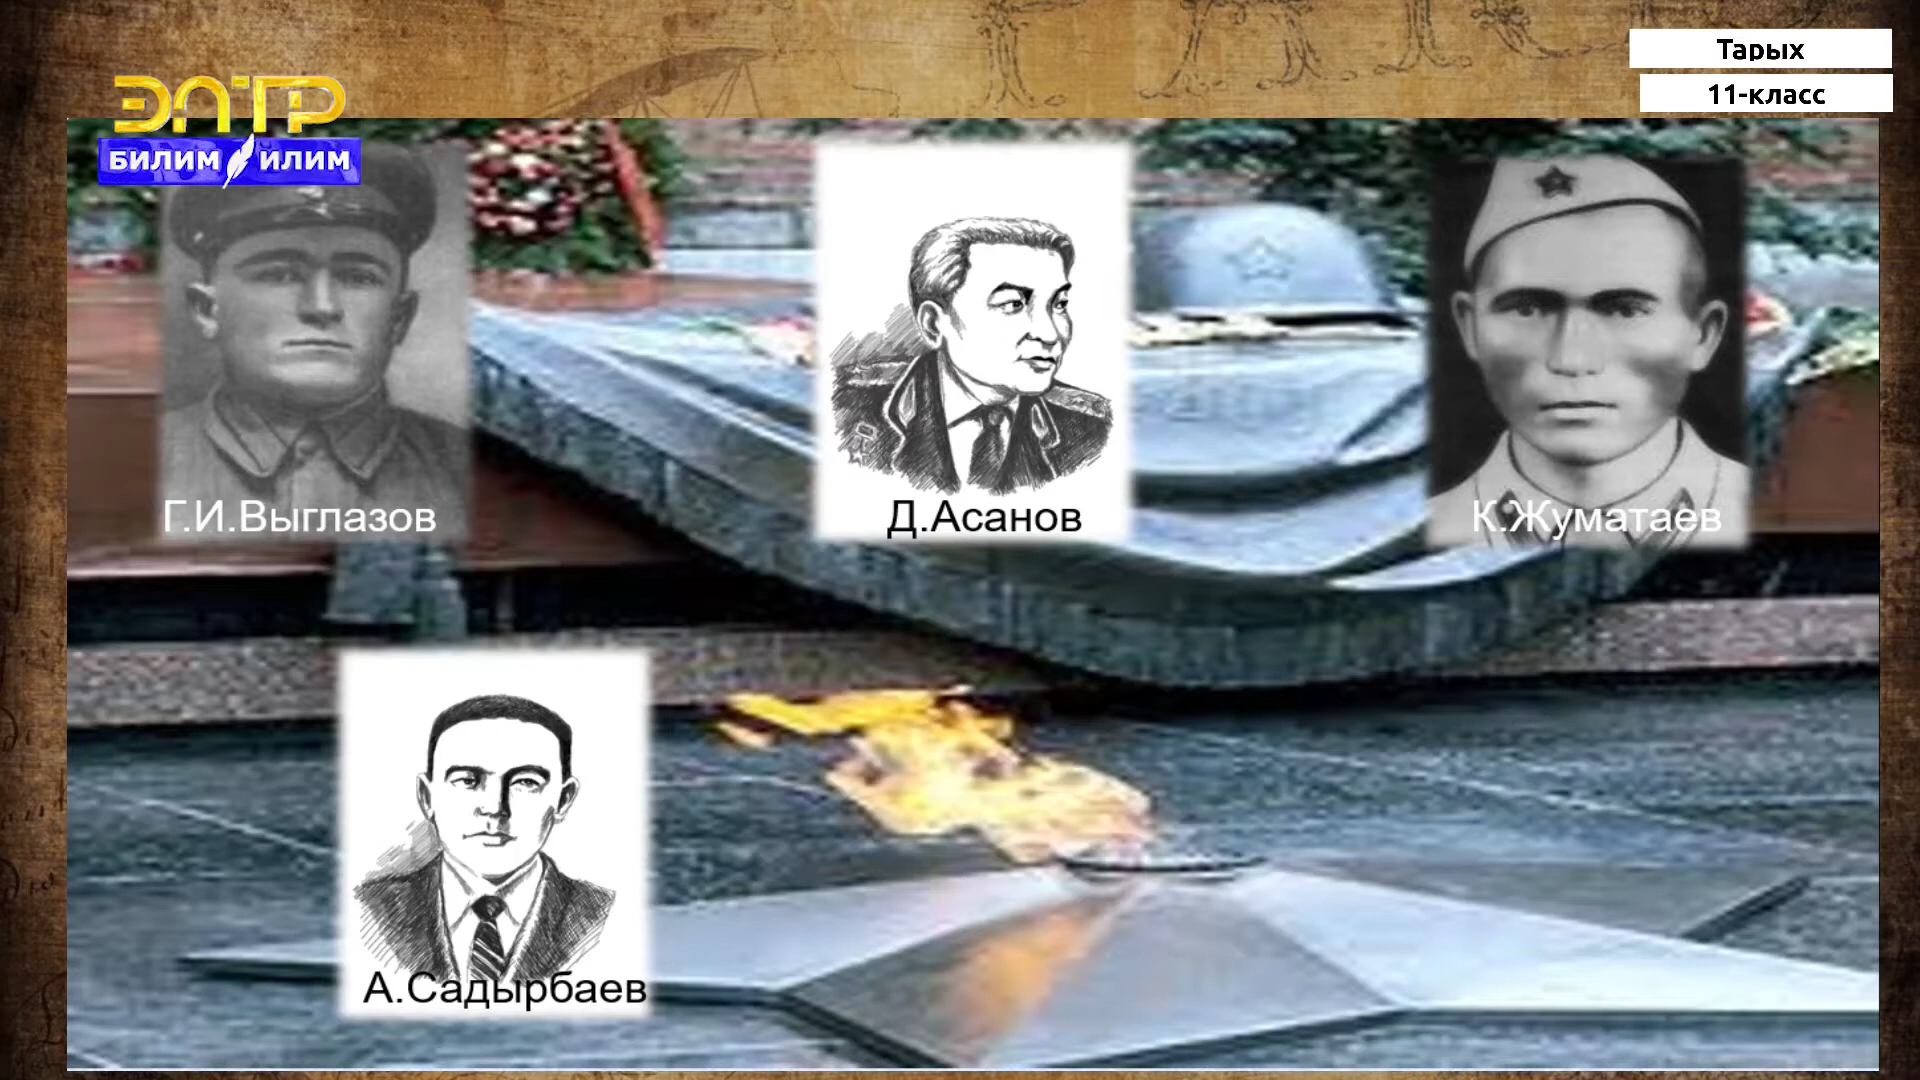 Тарых
11-класс
ЭЛТР
БИЛИМ ИЛИМ
Г.И.Выглазов
Д.Асанов
К.Жуматаев
А.Садырбаев